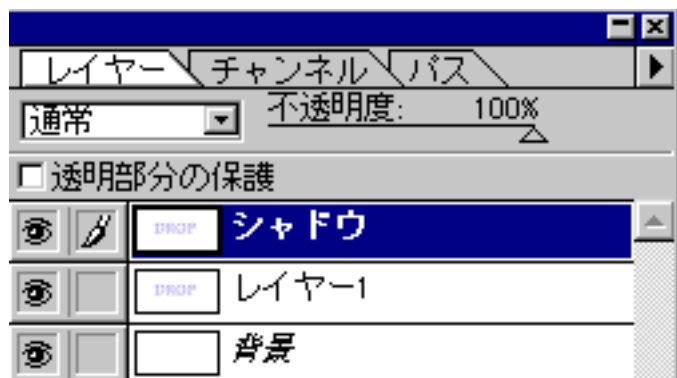 レイヤー チャンネル パス
通常 不透明度: 100%
透明部分の保護
DROP シャドウ
DROP レイヤー1
背景